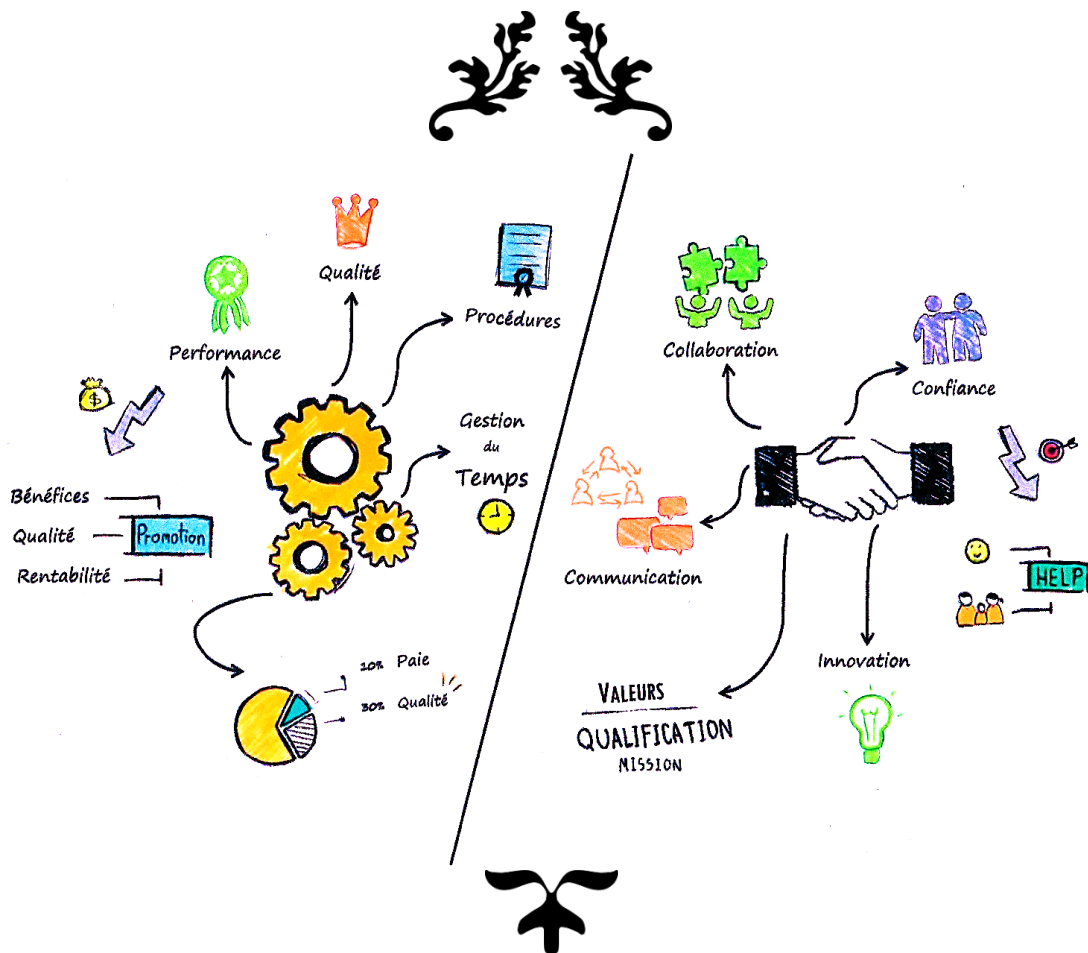 Qualité
Performance
Procédures
Gestion
du
Temps
$
Bénéfices
Qualité
Promotion
Rentabilité
20% Paie
30% Qualité
Collaboration
Confiance
Communication
HELP
Innovation
VALEURS
QUALIFICATION
MISSION